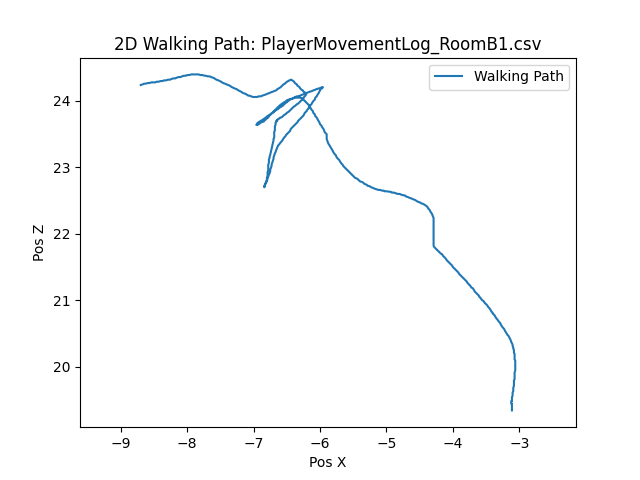 2D Walking Path: PlayerMovementLog_RoomB1.csv
Walking Path
Pos Z
24
23
22
21
20
−9 −8 −7 −6 −5 −4 −3
Pos X